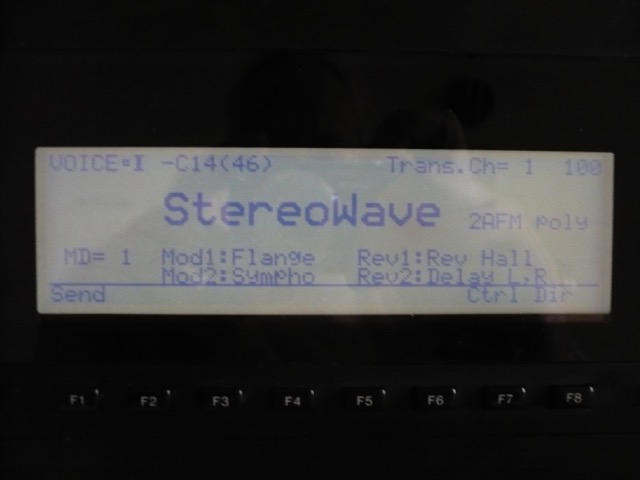 VOICE▪I -C14(46) Trans.Ch= 1 100
StereoWave 2AFM poly
MD= 1 Mod1:Flange Rev1:Rev Hall
Mod2:Sympho Rev2:Delay L,R
Send Ctrl Dir
F1 F2 F3 F4 F5 F6 F7 F8